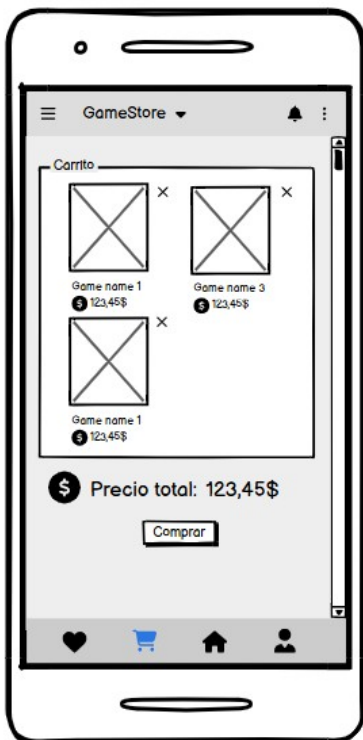 GameStore
Carrito
Game name 1
$ 123,45$
Game name 3
$ 123,45$
Game name 1
$ 123,45$
$ Precio total: 123,45$
Comprar